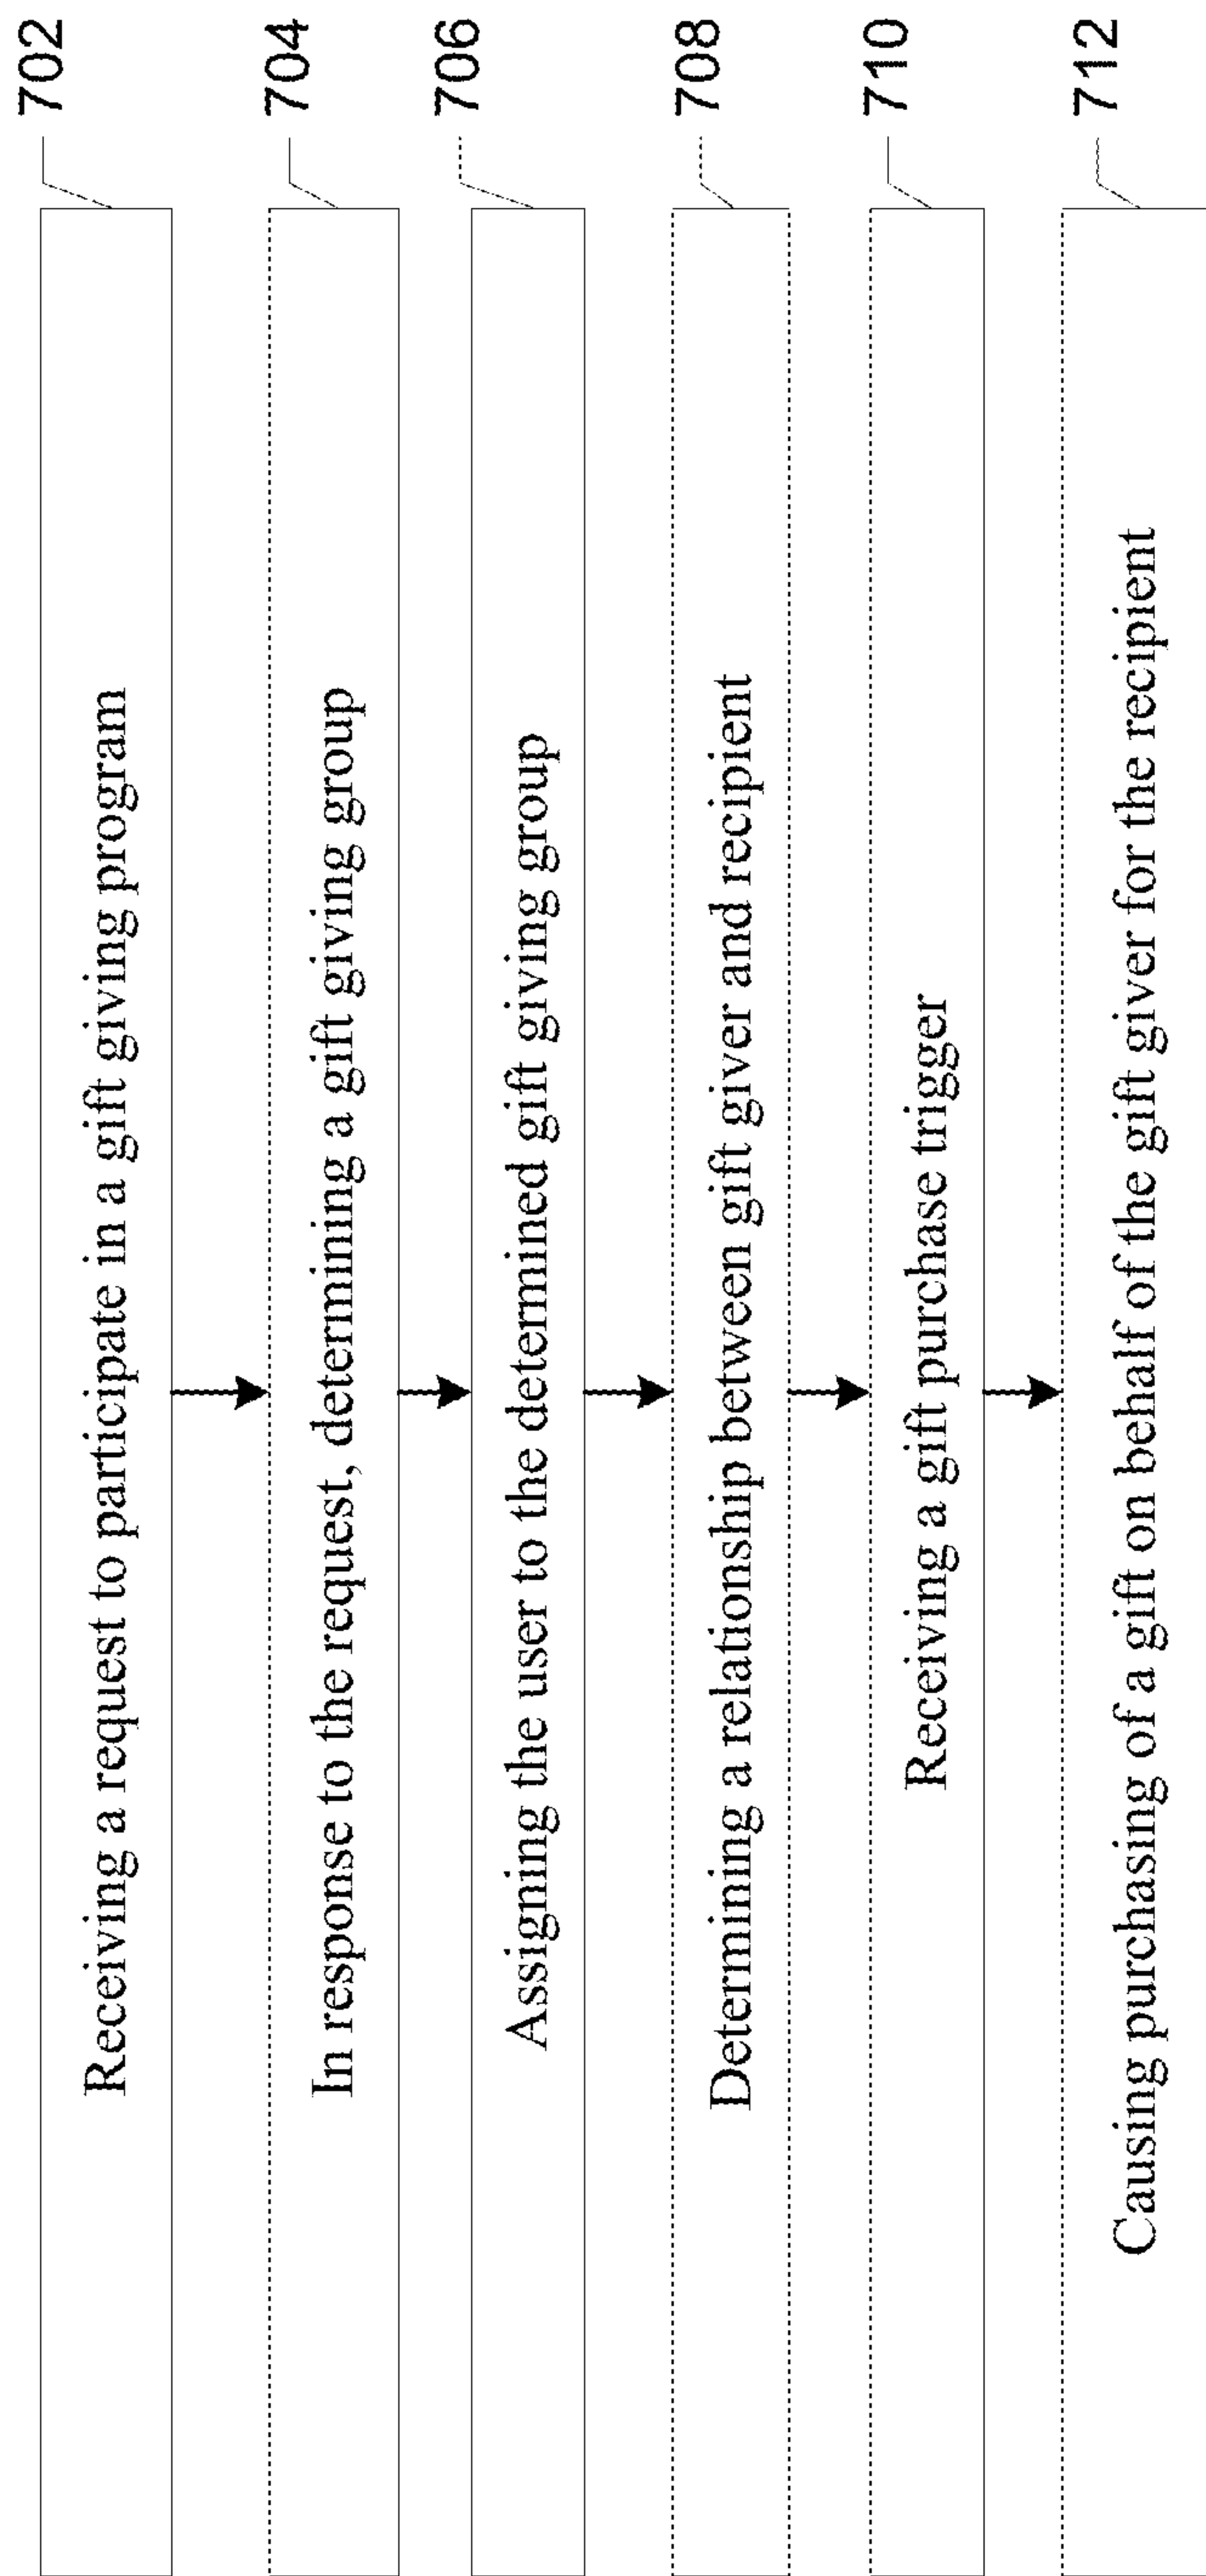 Receiving a request to participate in a gift giving program
702
In response to the request, determining a gift giving group
704
Assigning the user to the determined gift giving group
706
Determining a relationship between gift giver and recipient
708
Receiving a gift purchase trigger
710
Causing purchasing of a gift on behalf of the gift giver for the recipient
712